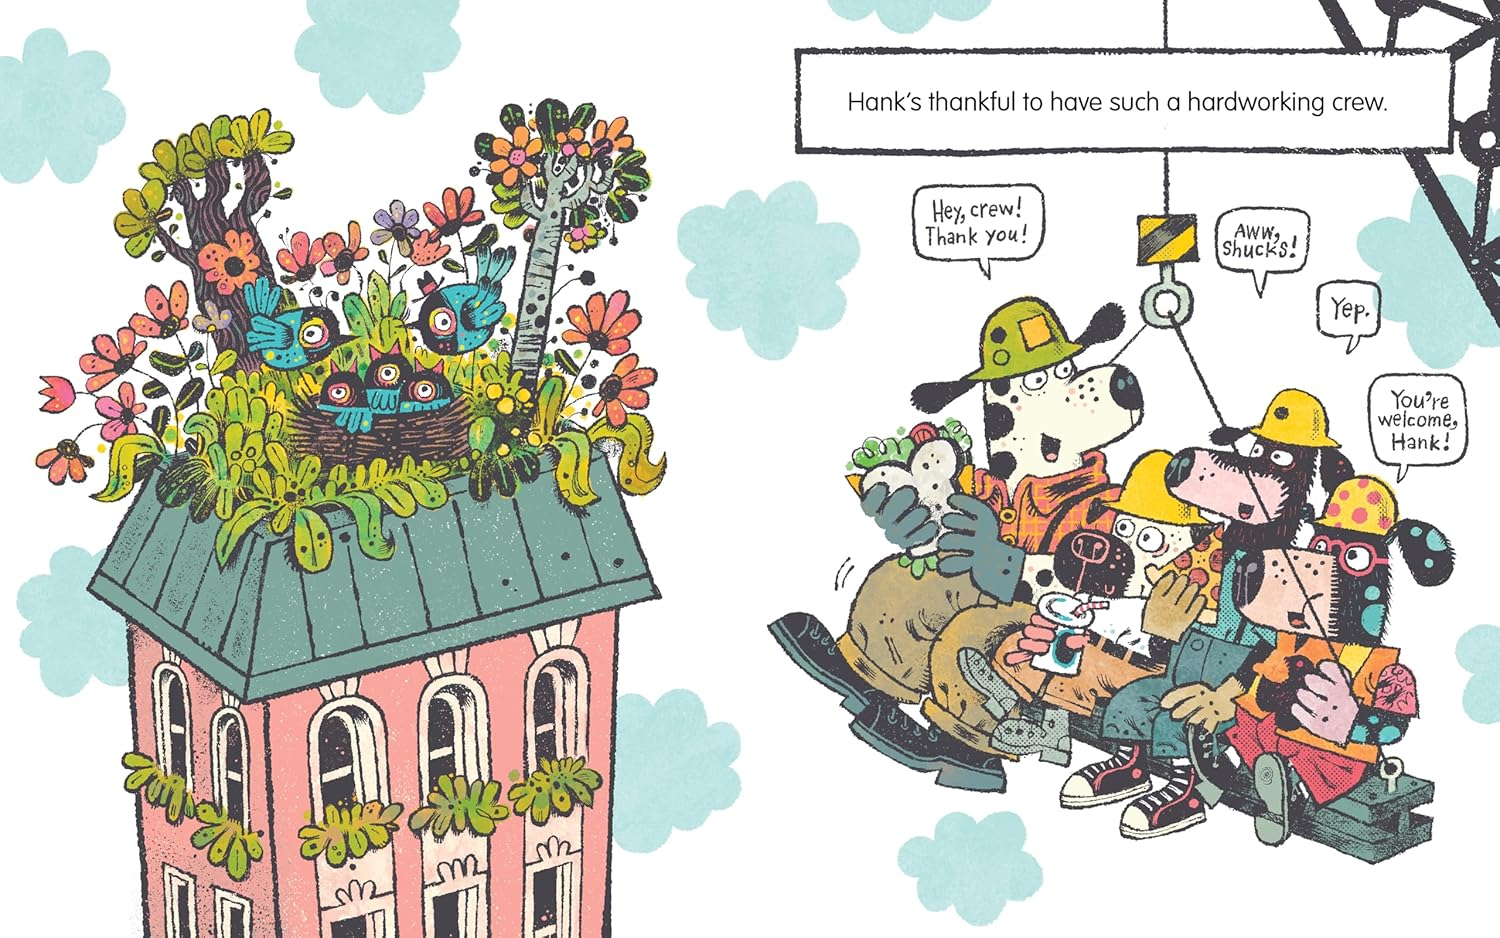 Hank's thankful to have such a hardworking crew.
Hey, crew!
Thank you!
Aww,
Shucks!
Yep.
You're
welcome,
Hank!